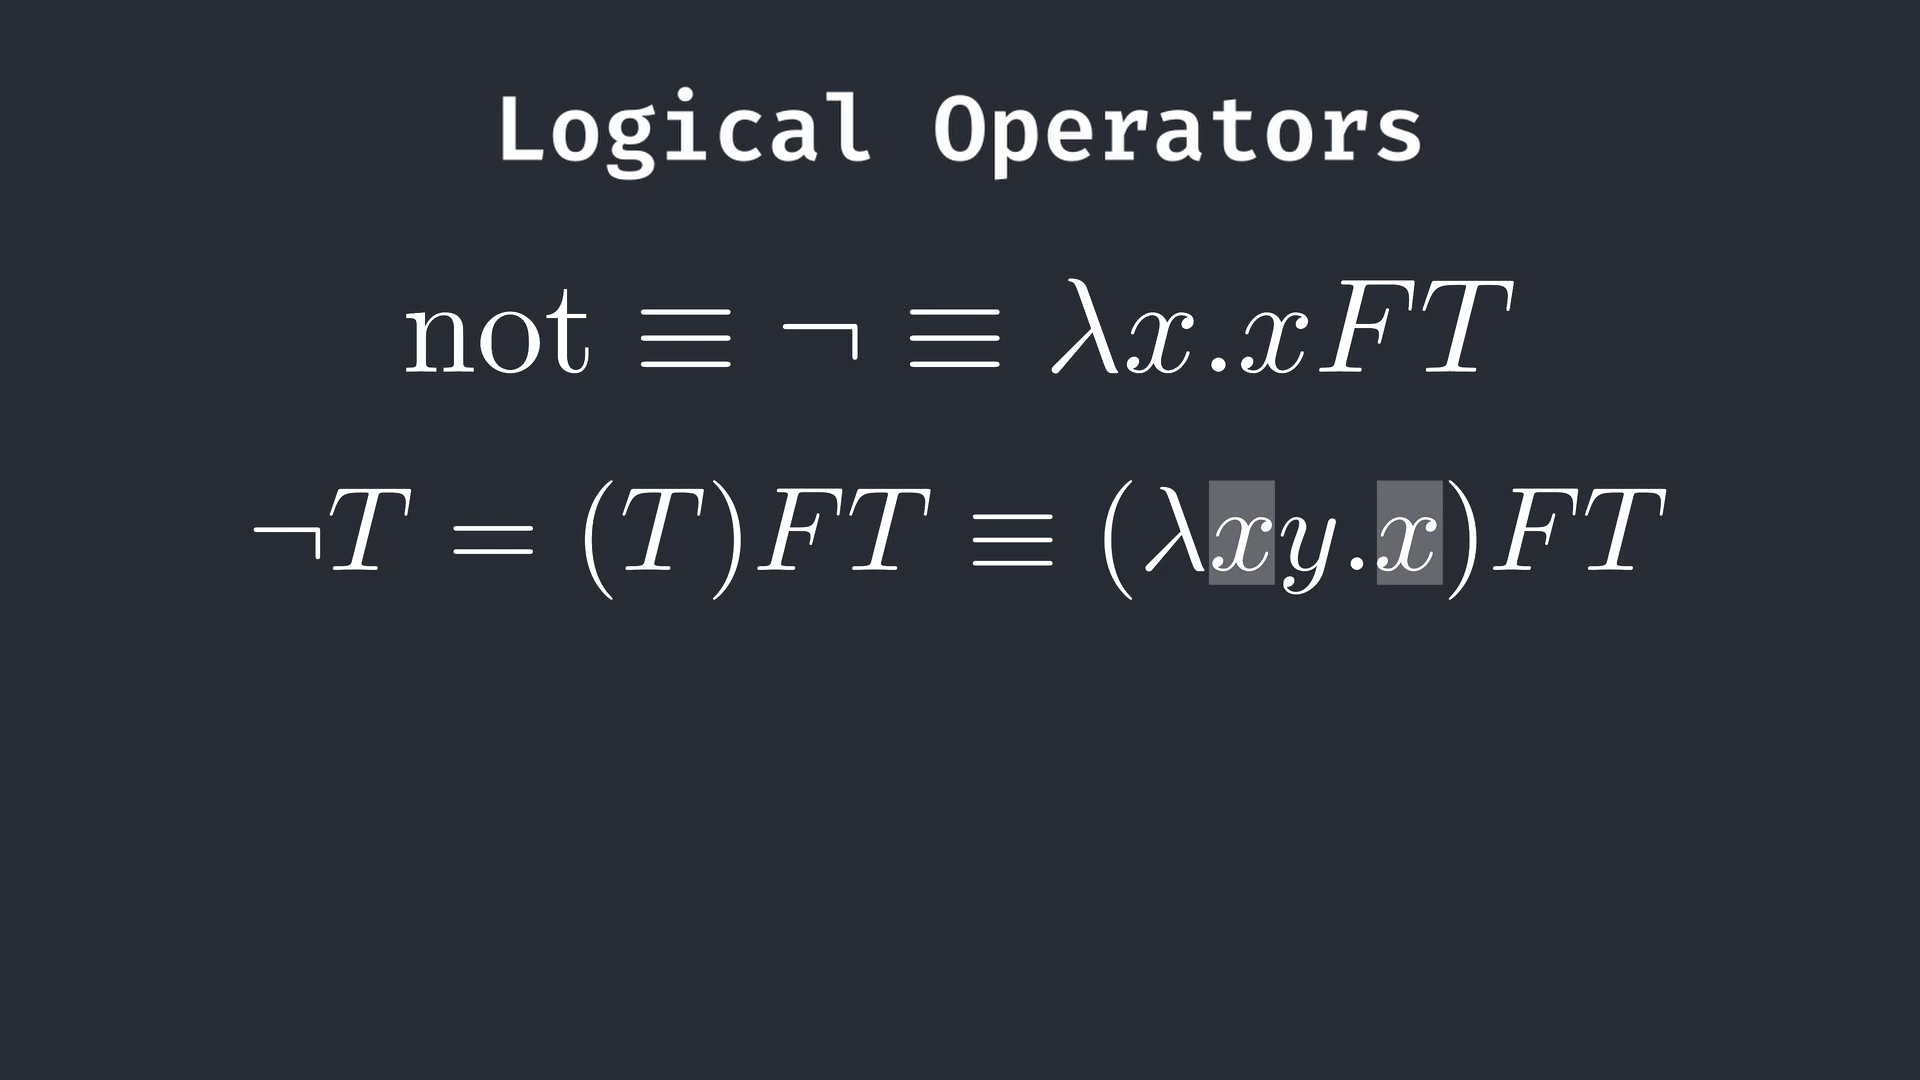 Logical Operators
not ≡ ¬ ≡ λx.xFT
¬T = (T)FT ≡ (λxy.x)FT